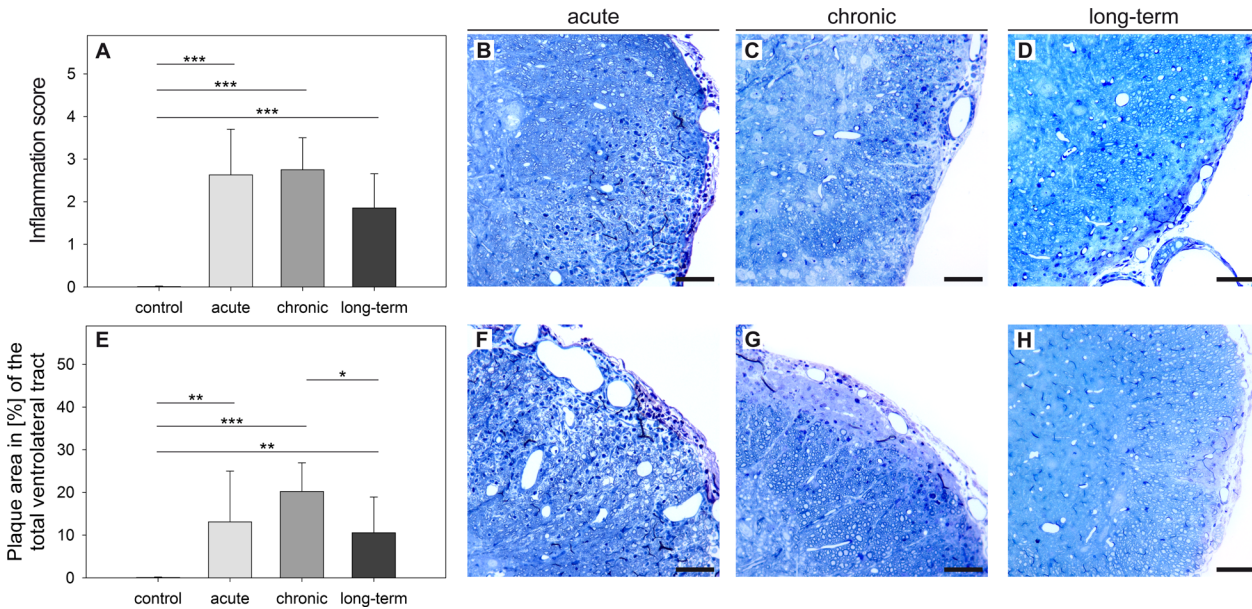 acute
chronic
long-term
A
Inflammation score
5
4
3
2
1
0
***
***
***
control
acute
chronic
long-term
B
C
D
E
Plaque area in [%] of the
total ventrolateral tract
50
40
30
20
10
0
**
***
**
*
control
acute
chronic
long-term
F
G
H